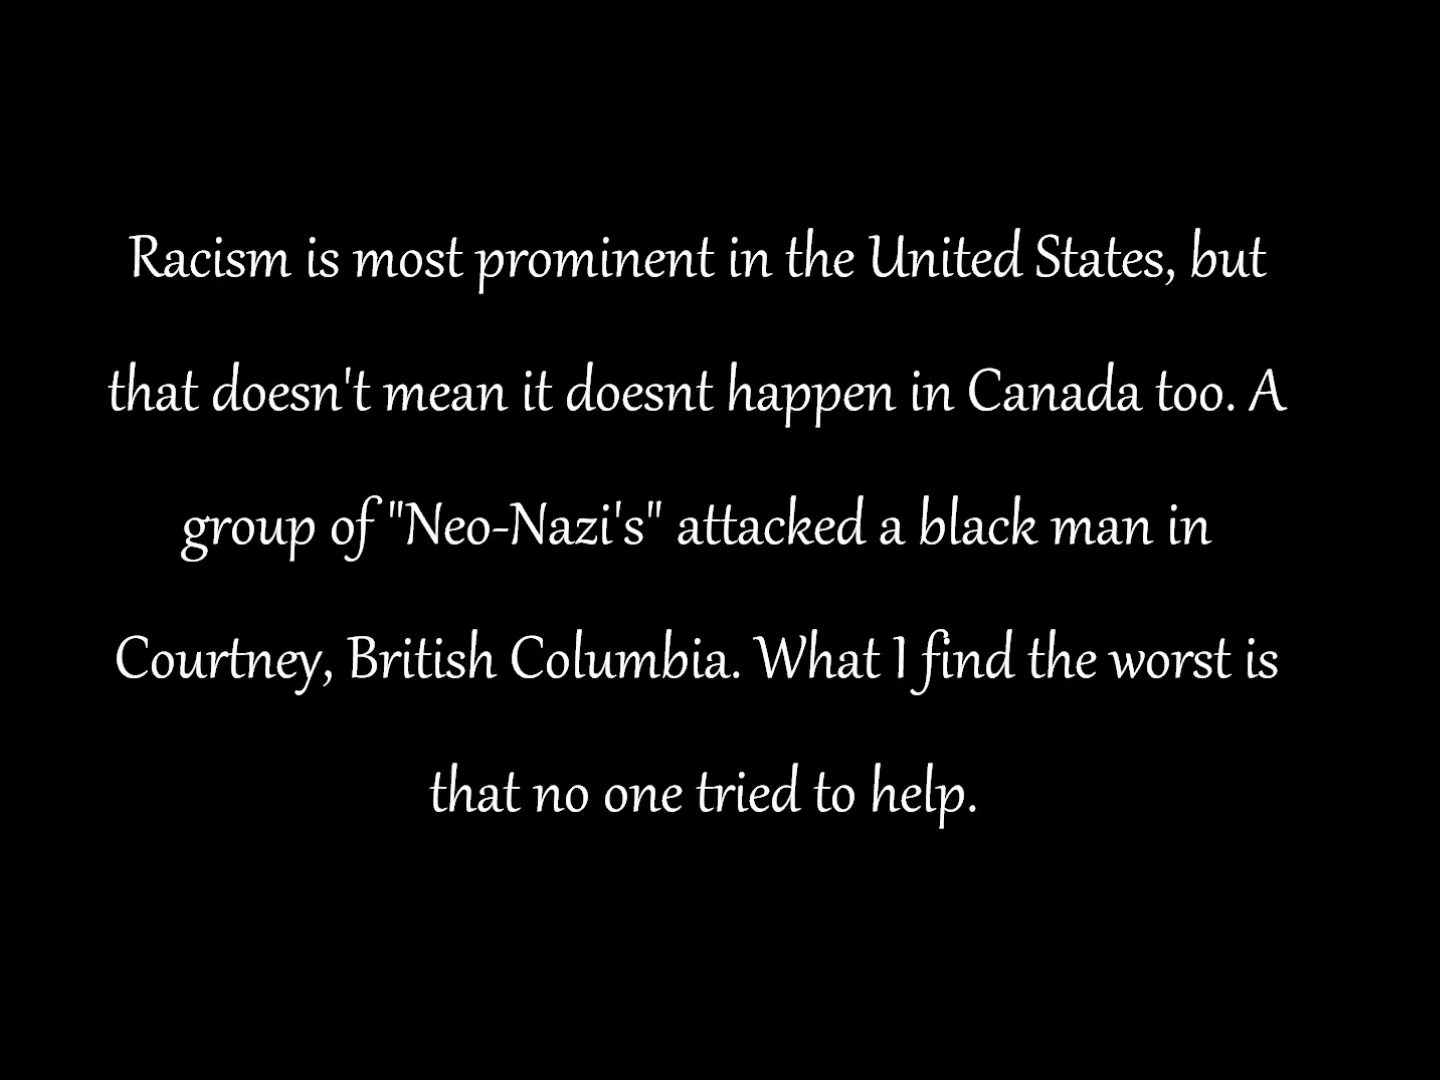 Racism is most prominent in the United States, but
that doesn't mean it doesnt happen in Canada too. A
group of "Neo-Nazi's" attacked a black man in
Courtney, British Columbia. What I find the worst is
that no one tried to help.